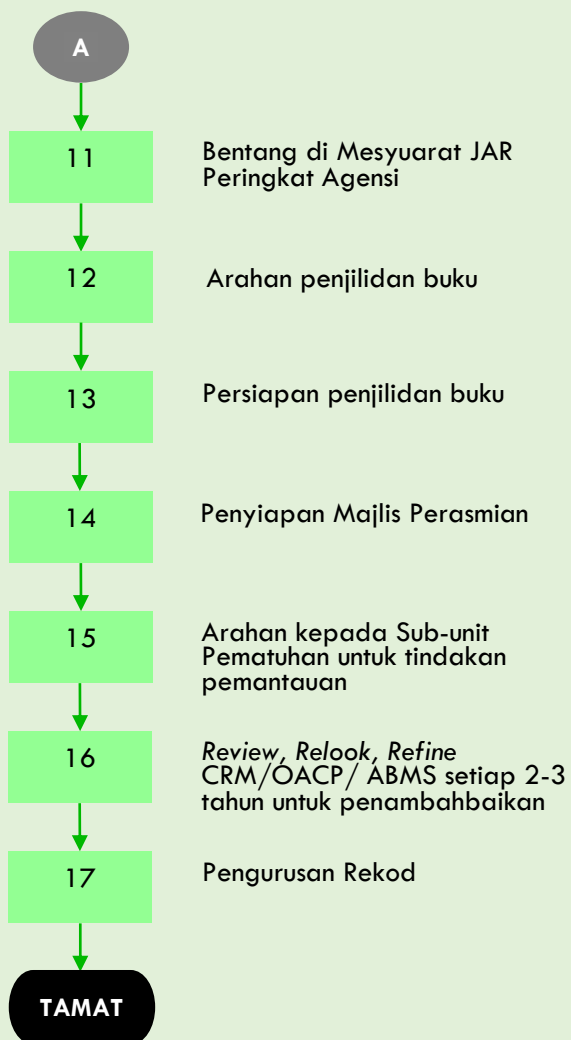 A
11
Bentang di Mesyuarat JAR
Peringkat Agensi
12
Arahan penjilidan buku
13
Persiapan penjilidan buku
14
Penyiapan Majlis Perasmian
15
Arahan kepada Sub-unit
Pematuhan untuk tindakan
pemantauan
16
Review, Relook, Refine
CRM/OACP/ ABMS setiap 2-3
tahun untuk penambahbaikan
17
Pengurusan Rekod
TAMAT